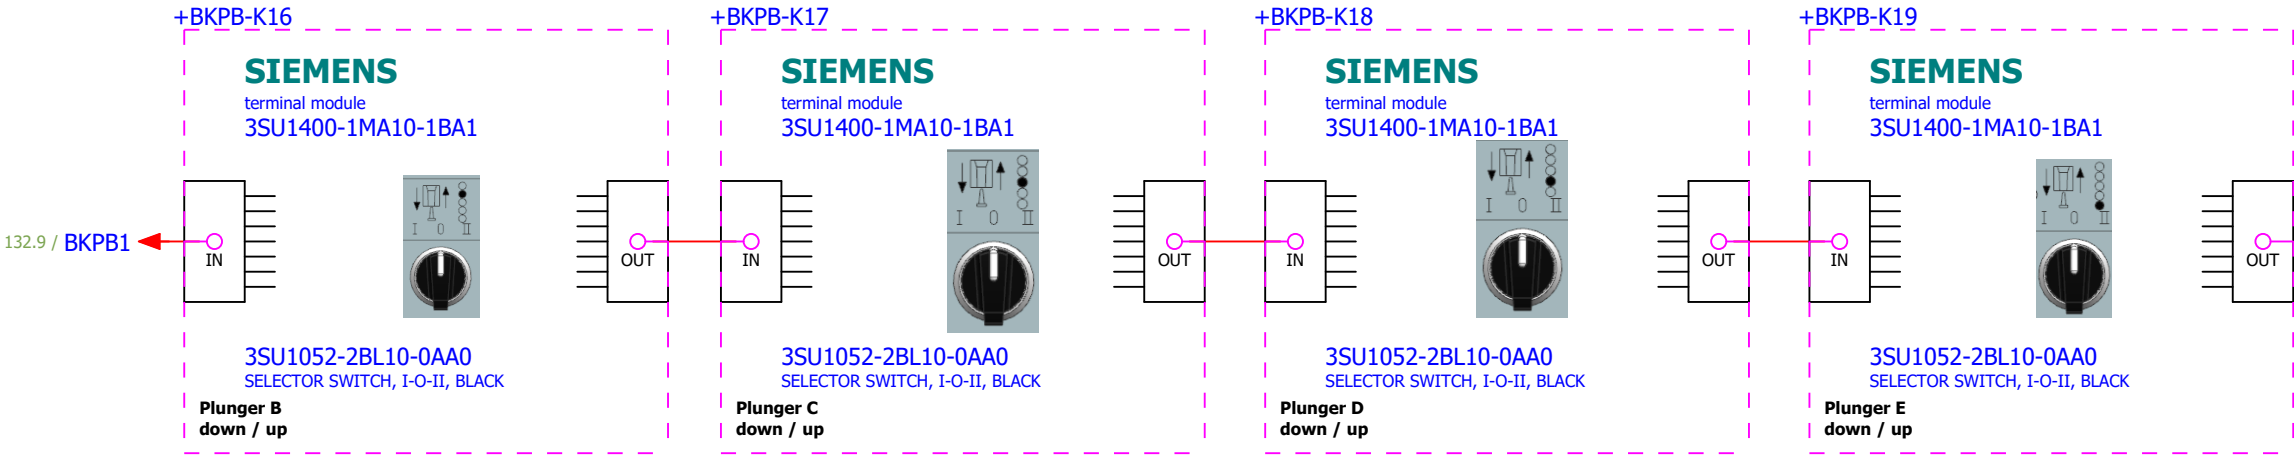 +BKPB-K16
SIEMENS
terminal module
3SU1400-1MA10-1BA1
132.9 / BKPB1
IN
I O II
OUT
3SU1052-2BL10-0AA0
SELECTOR SWITCH, I-O-II, BLACK
Plunger B
down / up
+BKPB-K17
SIEMENS
terminal module
3SU1400-1MA10-1BA1
IN
I O II
OUT
3SU1052-2BL10-0AA0
SELECTOR SWITCH, I-O-II, BLACK
Plunger C
down / up
+BKPB-K18
SIEMENS
terminal module
3SU1400-1MA10-1BA1
IN
I O II
OUT
3SU1052-2BL10-0AA0
SELECTOR SWITCH, I-O-II, BLACK
Plunger D
down / up
+BKPB-K19
SIEMENS
terminal module
3SU1400-1MA10-1BA1
IN
I O II
OUT
3SU1052-2BL10-0AA0
SELECTOR SWITCH, I-O-II, BLACK
Plunger E
down / up